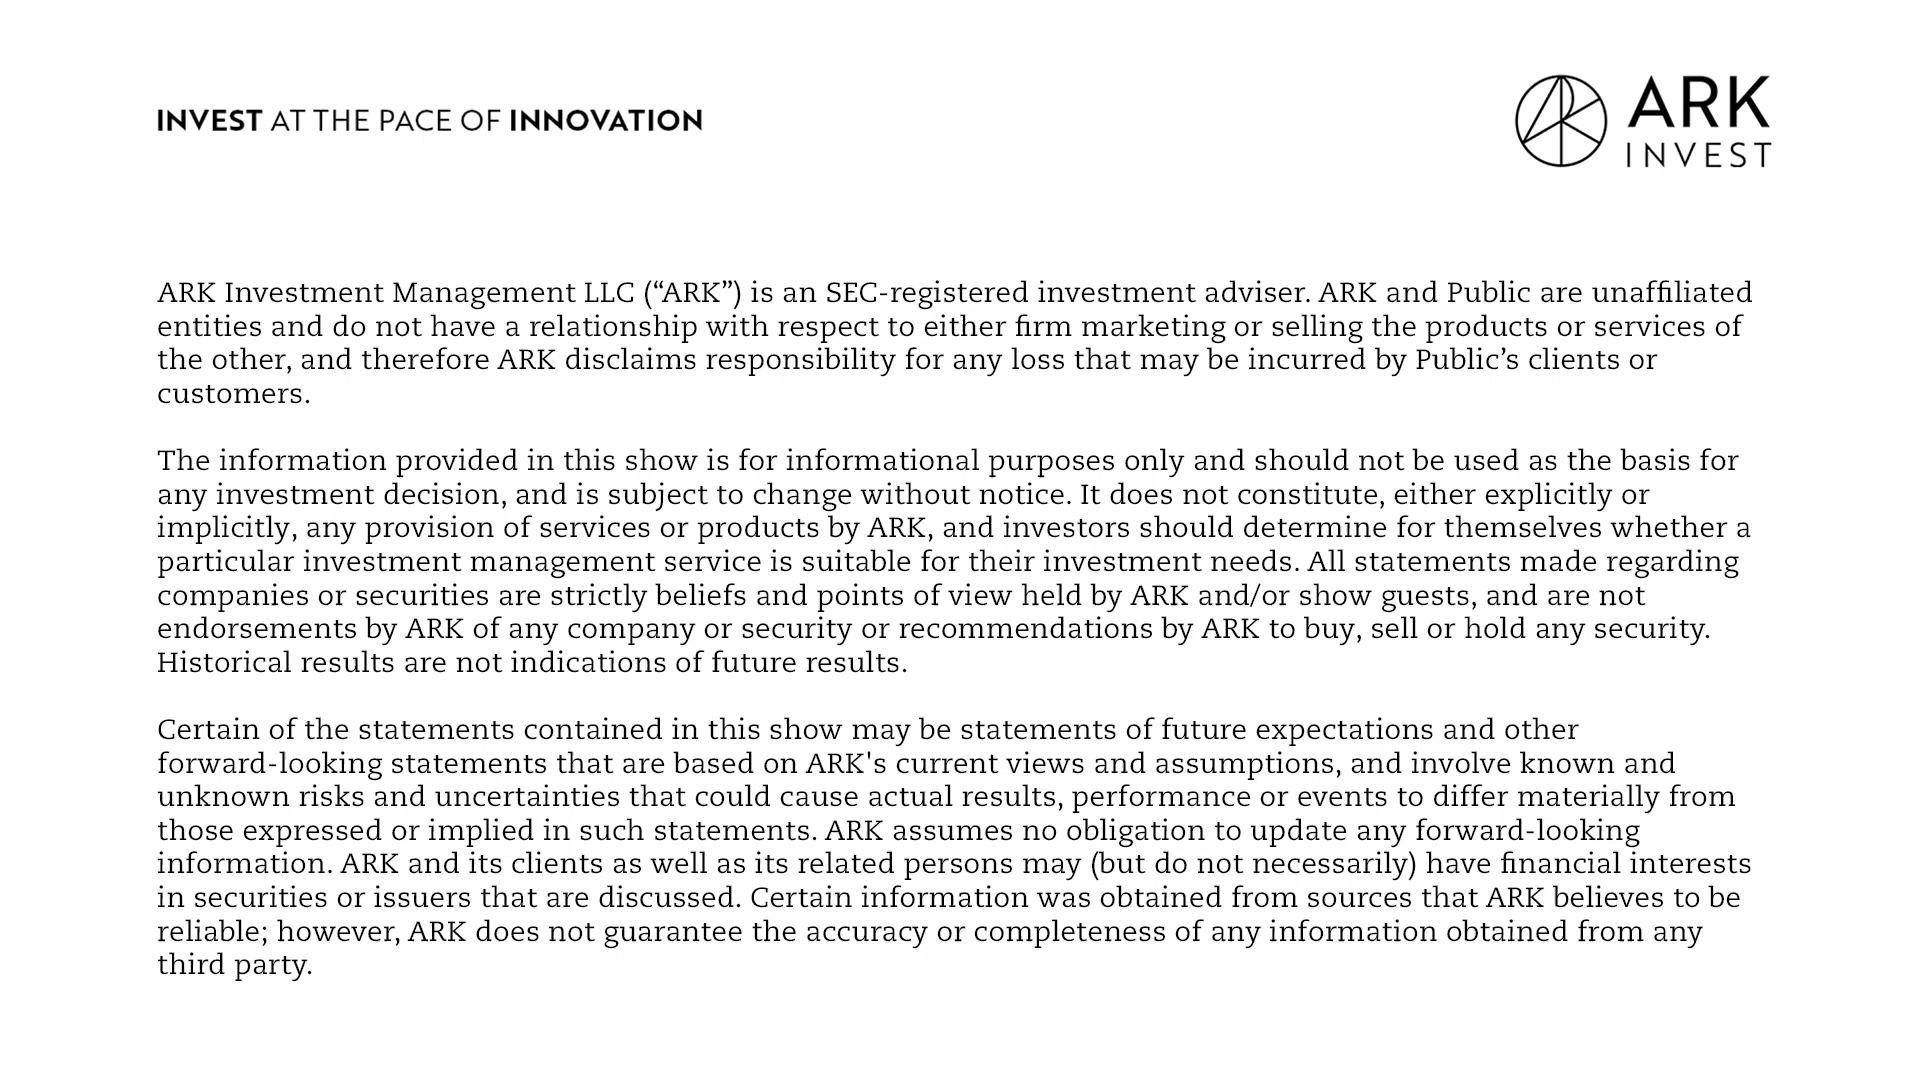 INVEST AT THE PACE OF INNOVATION
ARK
INVEST
ARK Investment Management LLC (“ARK”) is an SEC-registered investment adviser. ARK and Public are unaffiliated
entities and do not have a relationship with respect to either firm marketing or selling the products or services of
the other, and therefore ARK disclaims responsibility for any loss that may be incurred by Public’s clients or
customers.
The information provided in this show is for informational purposes only and should not be used as the basis for
any investment decision, and is subject to change without notice. It does not constitute, either explicitly or
implicitly, any provision of services or products by ARK, and investors should determine for themselves whether a
particular investment management service is suitable for their investment needs. All statements made regarding
companies or securities are strictly beliefs and points of view held by ARK and/or show guests, and are not
endorsements by ARK of any company or security or recommendations by ARK to buy, sell or hold any security.
Historical results are not indications of future results.
Certain of the statements contained in this show may be statements of future expectations and other
forward-looking statements that are based on ARK's current views and assumptions, and involve known and
unknown risks and uncertainties that could cause actual results, performance or events to differ materially from
those expressed or implied in such statements. ARK assumes no obligation to update any forward-looking
information. ARK and its clients as well as its related persons may (but do not necessarily) have financial interests
in securities or issuers that are discussed. Certain information was obtained from sources that ARK believes to be
reliable; however, ARK does not guarantee the accuracy or completeness of any information obtained from any
third party.